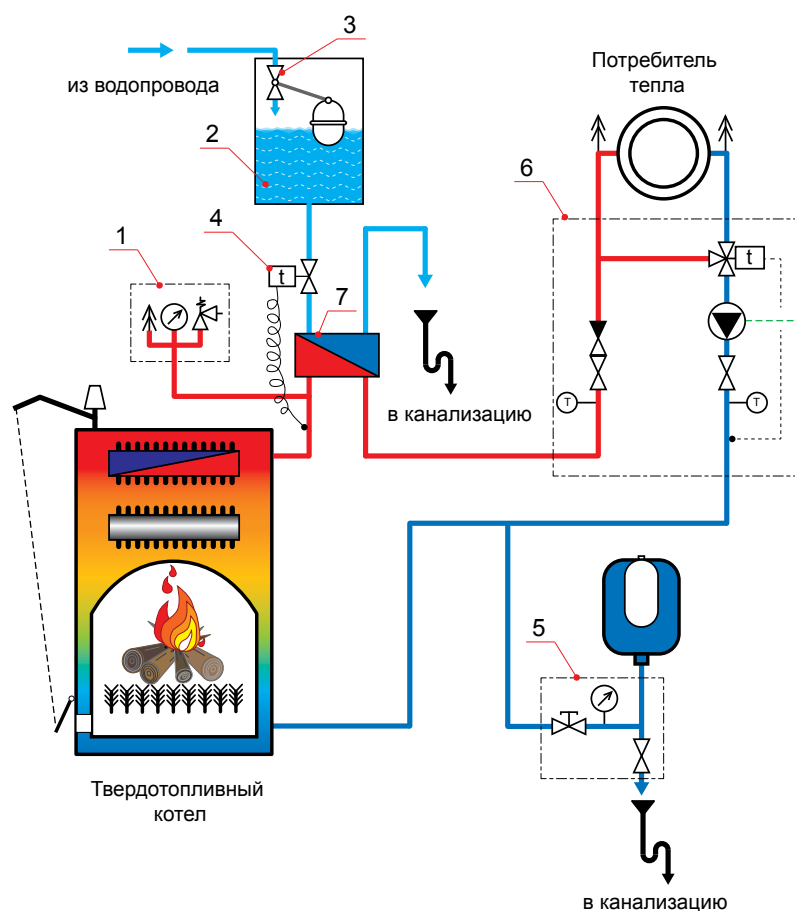 3
из водопровода
Потребитель
тепла
2
6
4
1
t
t
7
в канализацию
T
T
5
Твердотопливный
котел
в канализацию